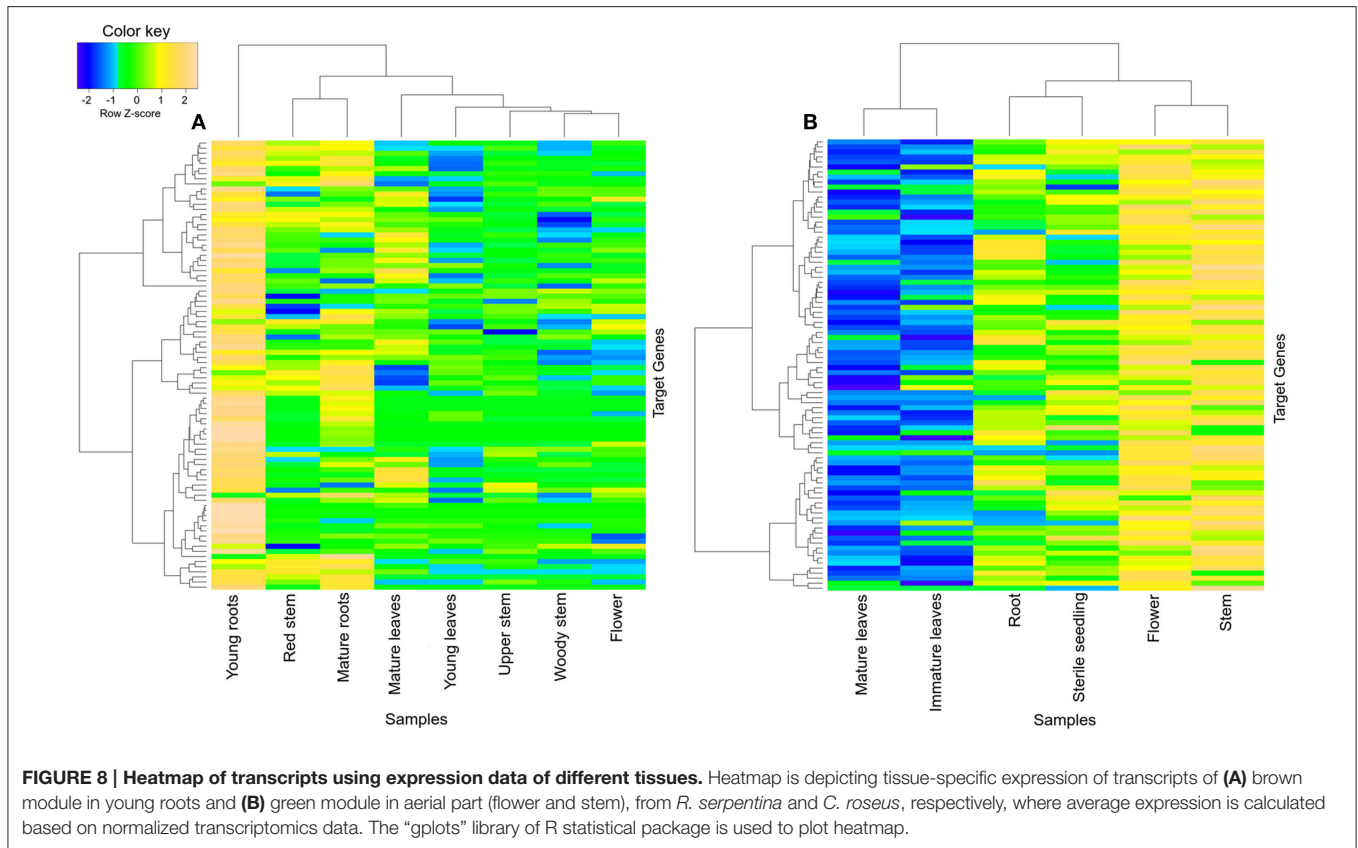 Color key
-2 -1 0 1 2
Row Z-score
A
Target Genes
Young roots
Red stem
Mature roots
Mature leaves
Young leaves
Upper stem
Woody stem
Flower
Samples
B
Target Genes
Mature leaves
Immature leaves
Root
Sterile seedling
Flower
Stem
Samples
FIGURE 8 | Heatmap of transcripts using expression data of different tissues. Heatmap is depicting tissue-specific expression of transcripts of (A) brown
module in young roots and (B) green module in aerial part (flower and stem), from R. serpentina and C. roseus, respectively, where average expression is calculated
based on normalized transcriptomics data. The “gplots” library of R statistical package is used to plot heatmap.